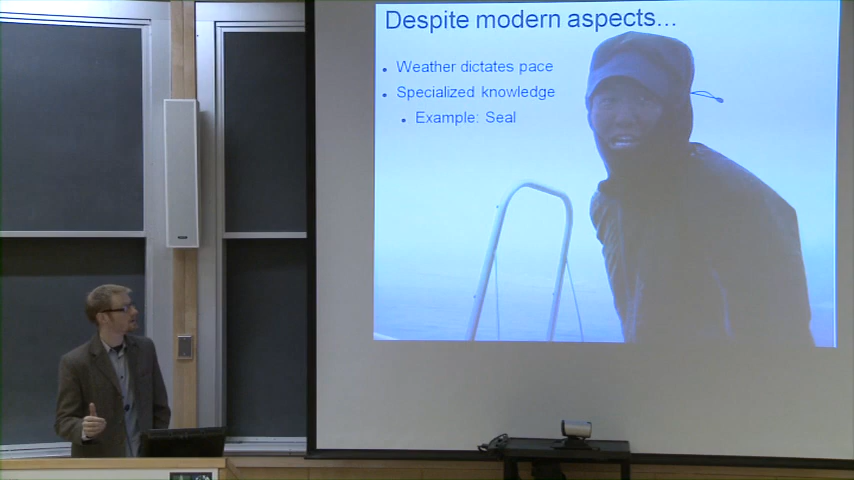 Despite modern aspects…
Weather dictates pace
Specialized knowledge
Example: Seal